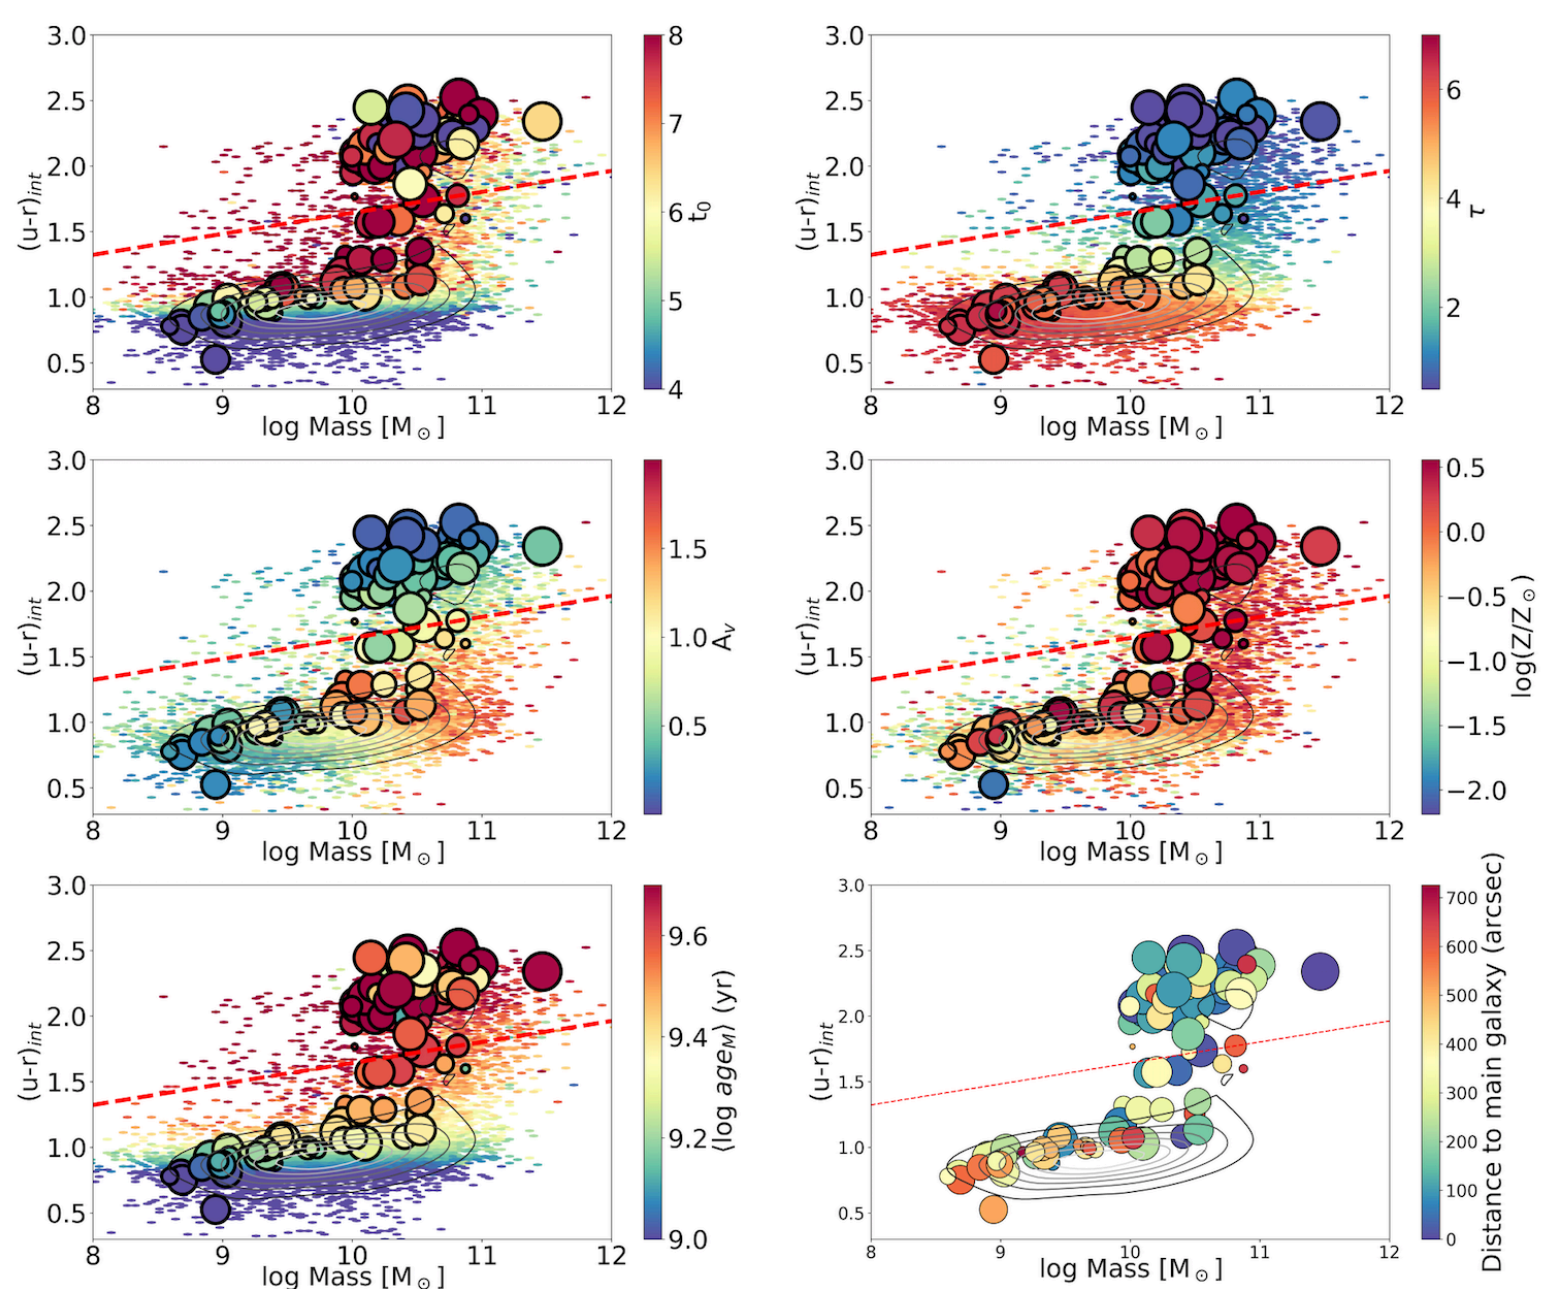 3.0
2.5
2.0
1.5
1.0
0.5
(u-r)int
8 9 10 11 12
log Mass [M⊙]
8
7
6
5
4
t0
3.0
2.5
2.0
1.5
1.0
0.5
(u-r)int
8 9 10 11 12
log Mass [M⊙]
6
4
2
τ
3.0
2.5
2.0
1.5
1.0
0.5
(u-r)int
8 9 10 11 12
log Mass [M⊙]
1.5
1.0
0.5
Av
3.0
2.5
2.0
1.5
1.0
0.5
(u-r)int
8 9 10 11 12
log Mass [M⊙]
0.5
0.0
−0.5
−1.0
−1.5
−2.0
log(Z/Z⊙)
3.0
2.5
2.0
1.5
1.0
0.5
(u-r)int
8 9 10 11 12
log Mass [M⊙]
9.6
9.4
9.2
9.0
⟨log ageM⟩ (yr)
3.0
2.5
2.0
1.5
1.0
0.5
(u-r)int
8 9 10 11 12
log Mass [M⊙]
700
600
500
400
300
200
100
0
Distance to main galaxy (arcsec)